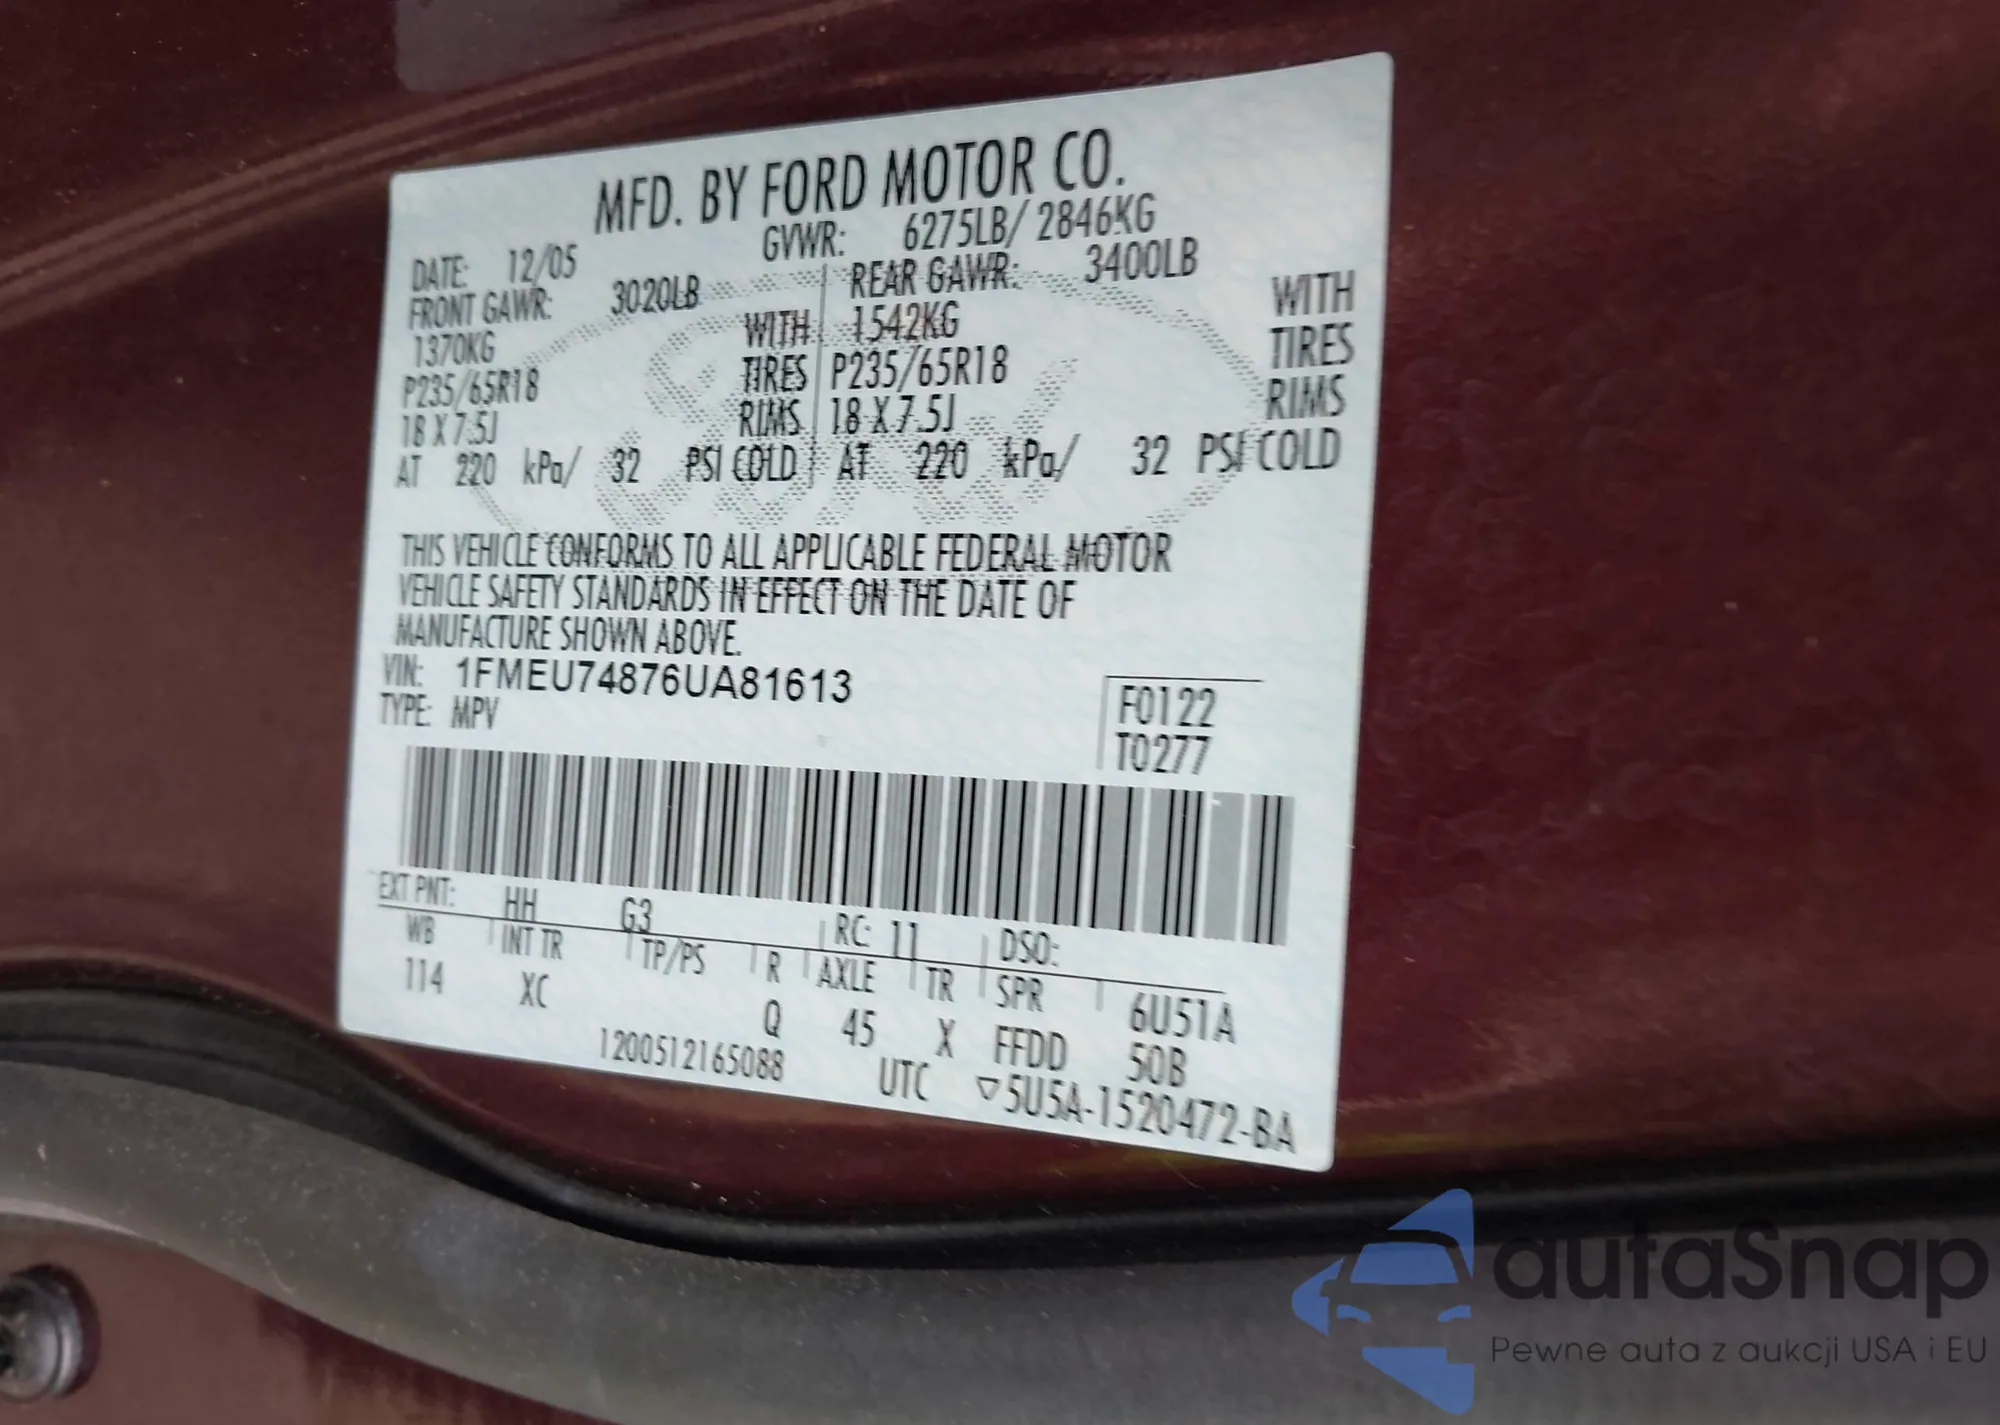 MFD. BY FORD MOTOR CO.
DATE: 12/05 GVWR: 6275LB/ 2846KG
FRONT GAWR: 3020LB REAR GAWR: 3400LB
1370KG WITH 1542KG WITH
P235/65R18 TIRES P235/65R18 TIRES
18 X 7.5J RIMS 18 X 7.5J RIMS
AT 220 kPa/ 32 PSI COLD AT 220 kPa/ 32 PSI COLD
THIS VEHICLE CONFORMS TO ALL APPLICABLE FEDERAL MOTOR
VEHICLE SAFETY STANDARDS IN EFFECT ON THE DATE OF
MANUFACTURE SHOWN ABOVE.
VIN: 1FMEU74876UA81613
TYPE: MPV
F0122
T0277
EXT PNT: HH G3 RC: 11 DSO:
WB INT TR TP/PS R AXLE TR SPR 6U51A
114 XC Q 45 X FFDD 50B
1200512165088 UTC ▽5U5A-1520472-BA
autaSnap
Pewne auta z aukcji USA i EU